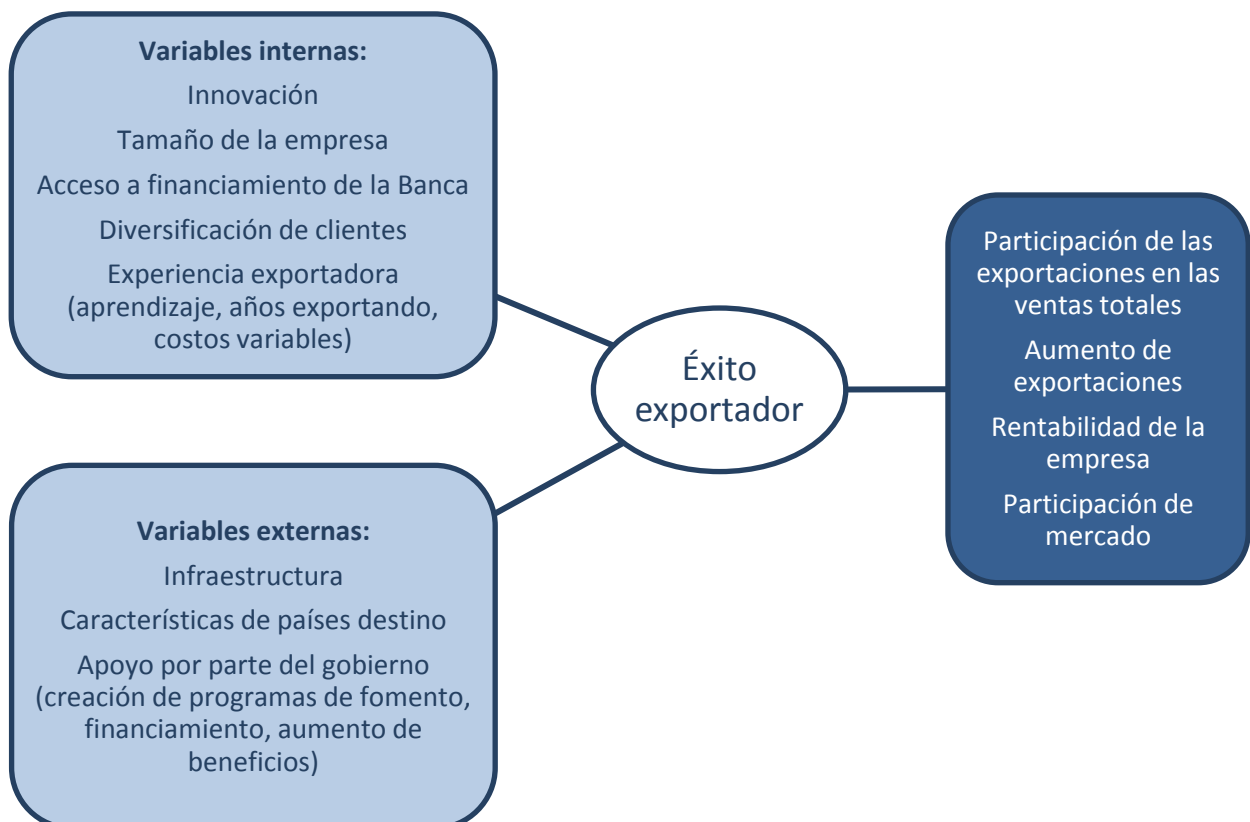 Variables internas:
Innovación
Tamaño de la empresa
Acceso a financiamiento de la Banca
Diversificación de clientes
Experiencia exportadora
(aprendizaje, años exportando,
costos variables)
Variables externas:
Infraestructura
Características de países destino
Apoyo por parte del gobierno
(creación de programas de fomento,
financiamiento, aumento de
beneficios)
Éxito
exportador
Participación de las
exportaciones en las
ventas totales
Aumento de
exportaciones
Rentabilidad de la
empresa
Participación de
mercado